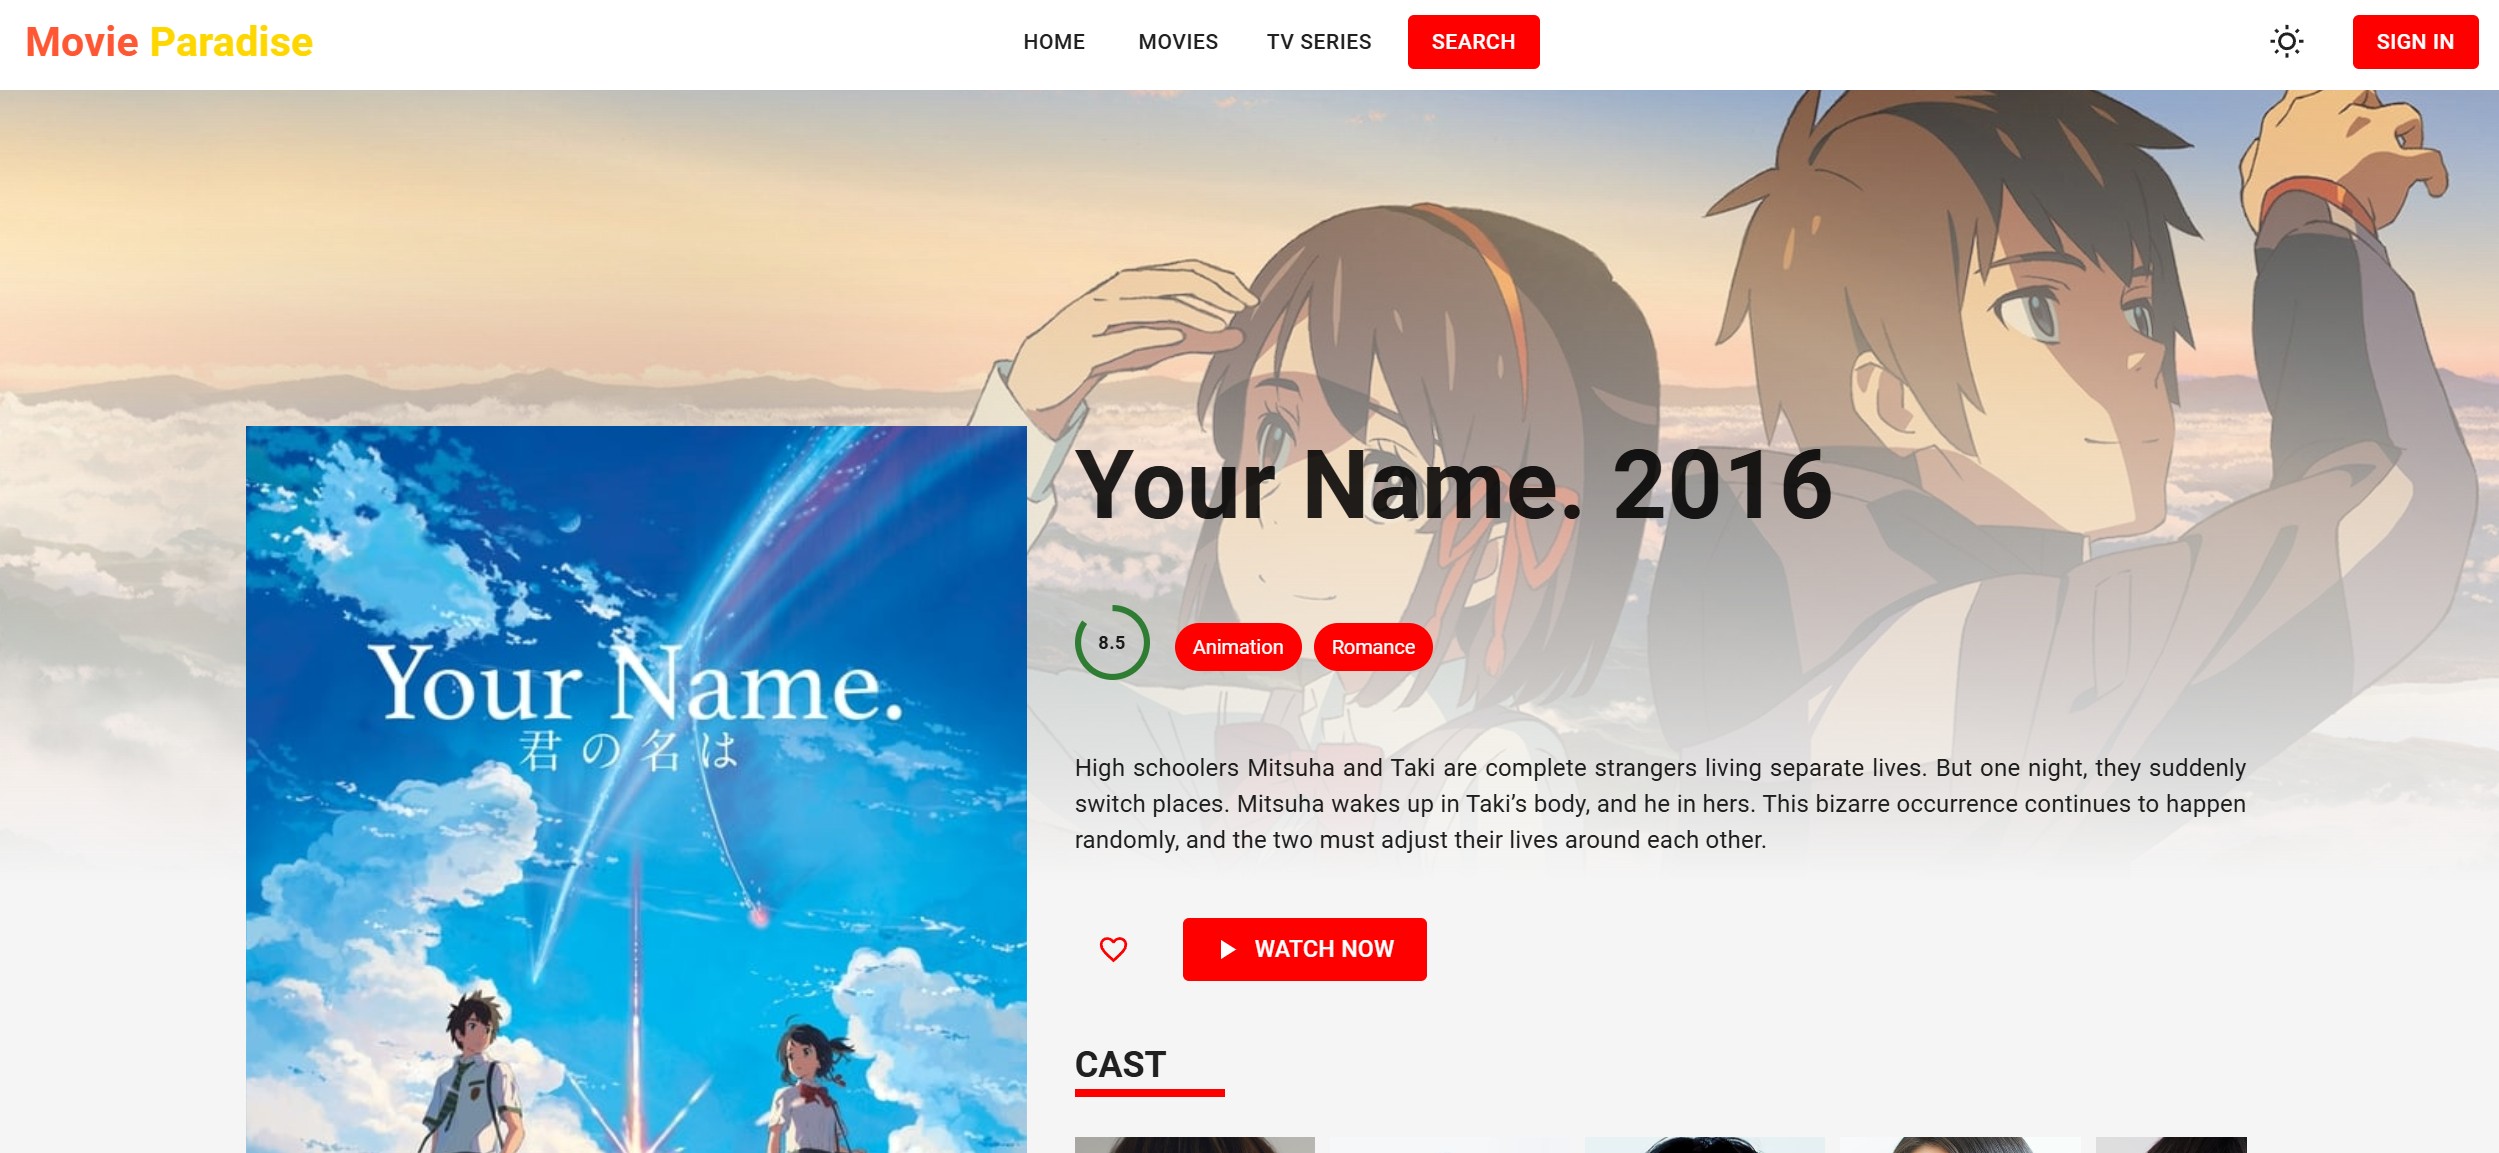 Movie Paradise
HOME
MOVIES
TV SERIES
SEARCH
SIGN IN
Your Name.
君の名は
Your Name. 2016
8.5
Animation
Romance
High schoolers Mitsuha and Taki are complete strangers living separate lives. But one night, they suddenly
switch places. Mitsuha wakes up in Taki’s body, and he in hers. This bizarre occurrence continues to happen
randomly, and the two must adjust their lives around each other.
WATCH NOW
CAST